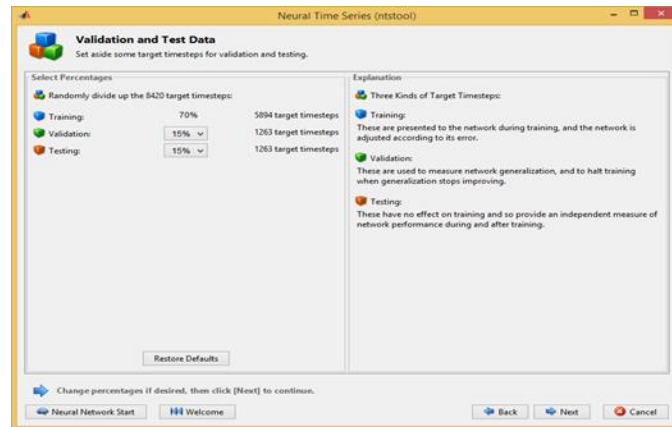 Neural Time Series (ntstool)
Validation and Test Data
Set aside some target timesteps for validation and testing.
Select Percentages
Randomly divide up the 8420 target timesteps:
Training: 70% 5894 target timesteps
Validation: 15% 1263 target timesteps
Testing: 15% 1263 target timesteps
Restore Defaults
Explanation
Three Kinds of Target Timesteps:
Training:
These are presented to the network during training, and the network is
adjusted according to its error.
Validation:
These are used to measure network generalization, and to halt training
when generalization stops improving.
Testing:
These have no effect on training and so provide an independent measure of
network performance during and after training.
Change percentages if desired, then click [Next] to continue.
Neural Network Start Welcome Back Next Cancel